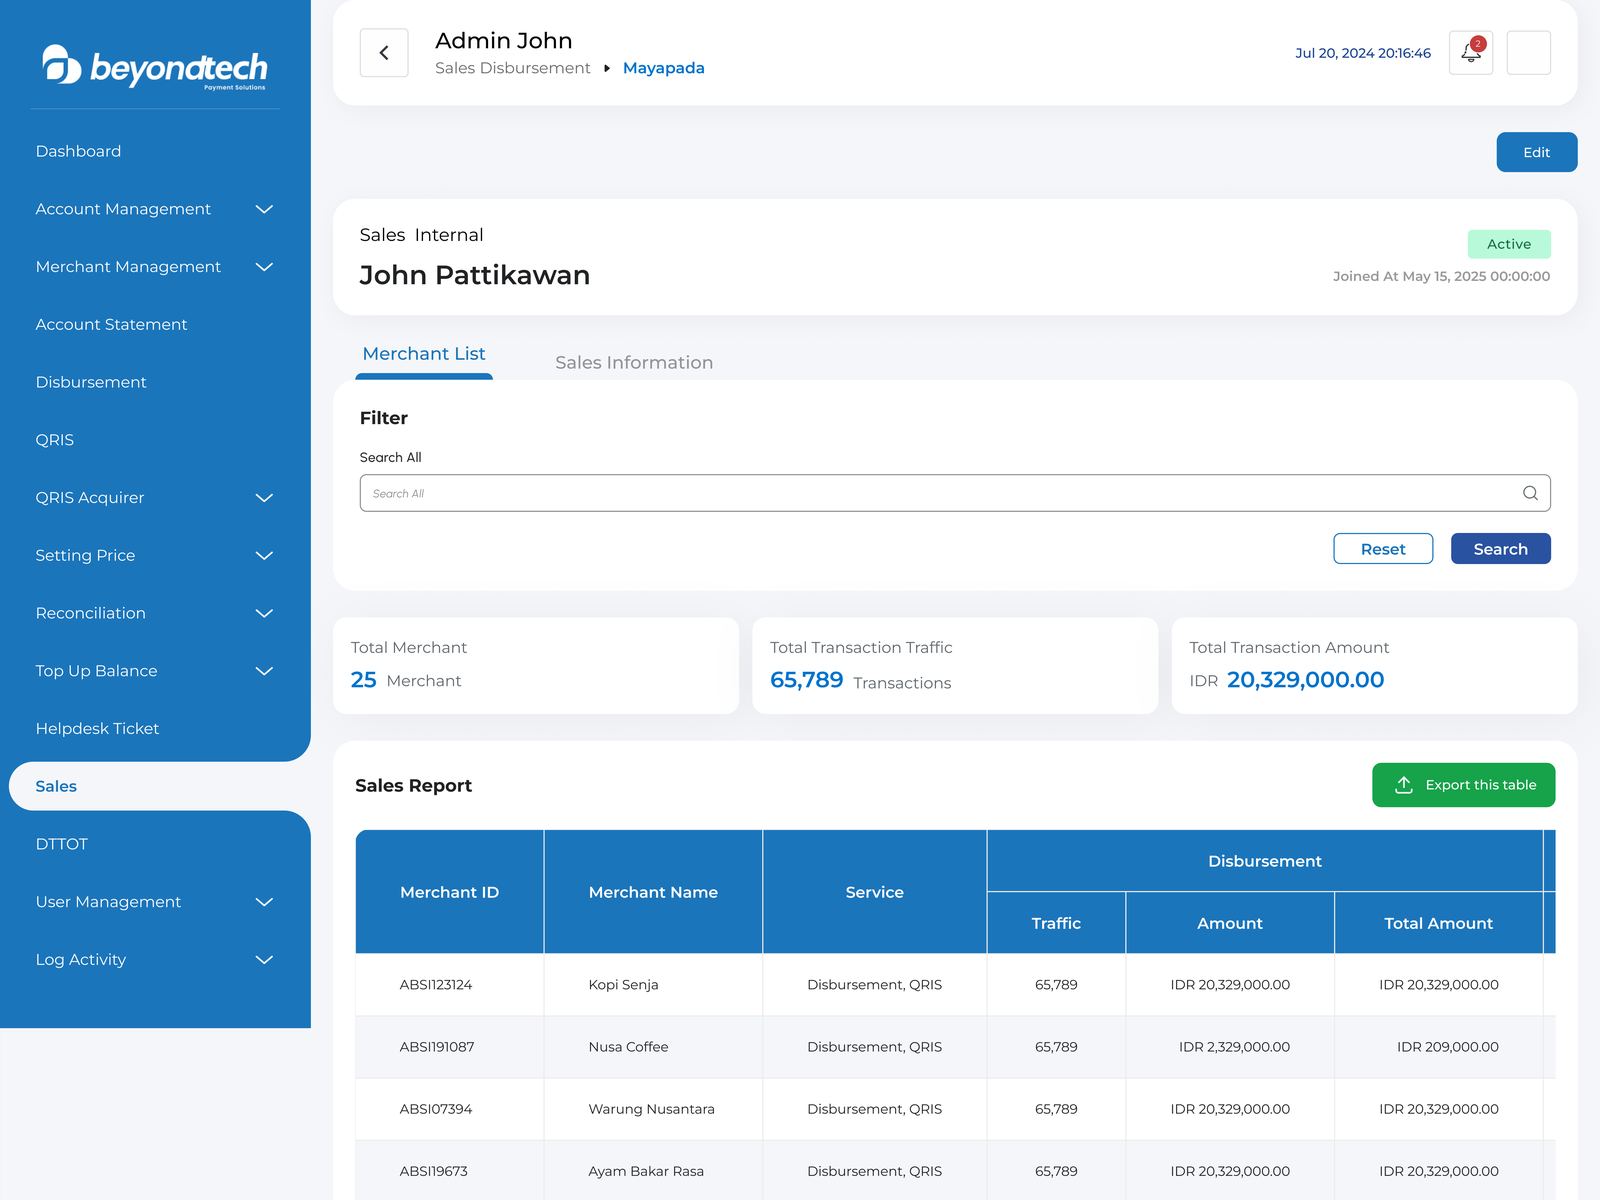 beyondtech
Payment Solutions
Dashboard
Account Management
Merchant Management
Account Statement
Disbursement
QRIS
QRIS Acquirer
Setting Price
Reconciliation
Top Up Balance
Helpdesk Ticket
Sales
DTTOT
User Management
Log Activity
Admin John
Sales Disbursement Mayapada
Jul 20, 2024 20:16:46
2
Edit
Sales Internal
John Pattikawan
Active
Joined At May 15, 2025 00:00:00
Merchant List
Sales Information
Filter
Search All
Search All
Reset
Search
Total Merchant
25 Merchant
Total Transaction Traffic
65,789 Transactions
Total Transaction Amount
IDR 20,329,000.00
Sales Report
Export this table
Merchant ID Merchant Name Service Disbursement
Traffic Amount Total Amount
ABSI123124 Kopi Senja Disbursement, QRIS 65,789 IDR 20,329,000.00 IDR 20,329,000.00
ABSI191087 Nusa Coffee Disbursement, QRIS 65,789 IDR 2,329,000.00 IDR 209,000.00
ABSI07394 Warung Nusantara Disbursement, QRIS 65,789 IDR 20,329,000.00 IDR 20,329,000.00
ABSI19673 Ayam Bakar Rasa Disbursement, QRIS 65,789 IDR 20,329,000.00 IDR 20,329,000.00